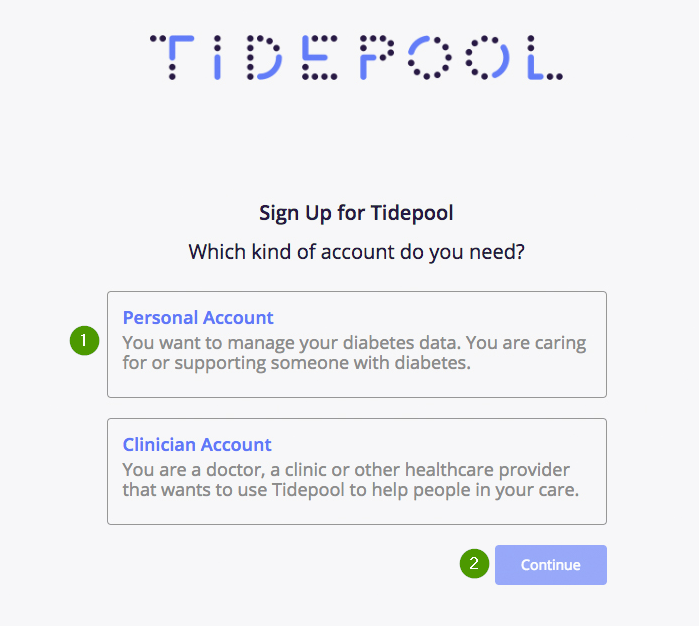 TIDEPOOL
Sign Up for Tidepool
Which kind of account do you need?
Personal Account
1
You want to manage your diabetes data. You are caring
for or supporting someone with diabetes.
Clinician Account
You are a doctor, a clinic or other healthcare provider
that wants to use Tidepool to help people in your care.
2 Continue